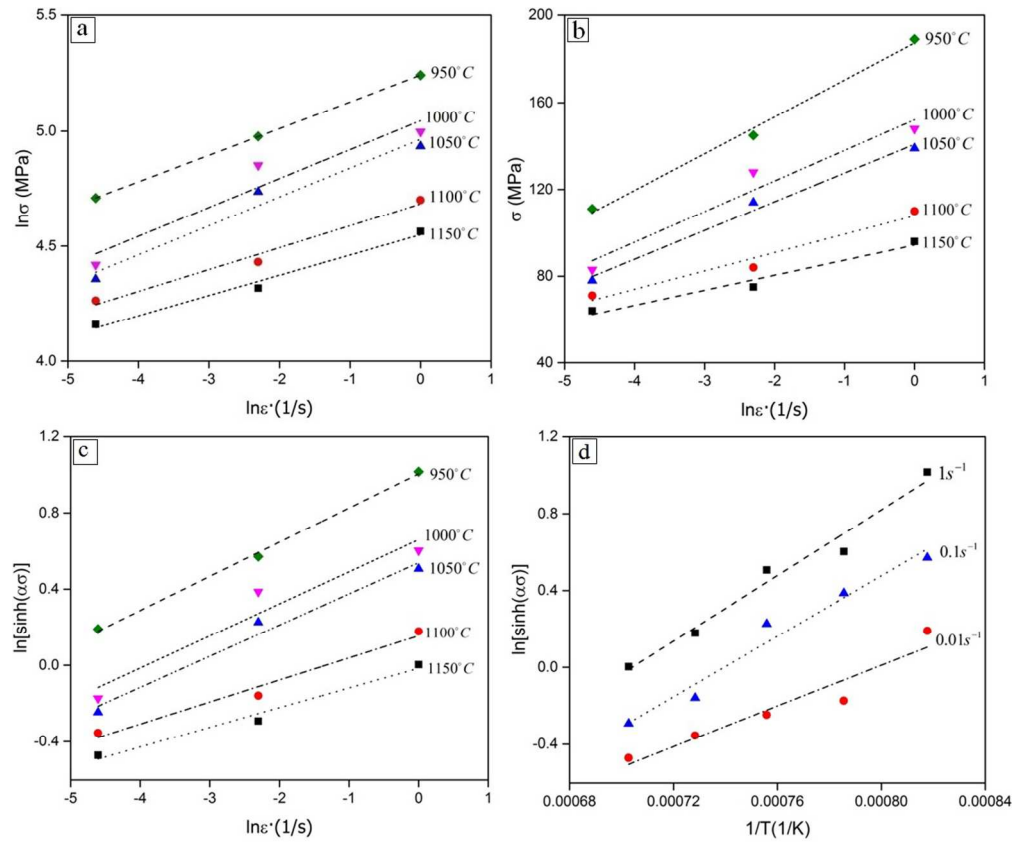 a
5.5
5.0
4.5
4.0
lnσ (MPa)
950°C
1000°C
1050°C
1100°C
1150°C
-5 -4 -3 -2 -1 0 1
lnε˙(1/s)
b
200
160
120
80
40
σ (MPa)
950°C
1000°C
1050°C
1100°C
1150°C
-5 -4 -3 -2 -1 0 1
lnε˙(1/s)
c
1.2
0.8
0.4
0.0
-0.4
ln[sinh(ασ)]
950°C
1000°C
1050°C
1100°C
1150°C
-5 -4 -3 -2 -1 0 1
lnε˙(1/s)
d
1.2
0.8
0.4
0.0
-0.4
ln[sinh(ασ)]
1s⁻¹
0.1s⁻¹
0.01s⁻¹
0.00068 0.00072 0.00076 0.00080 0.00084
1/T(1/K)